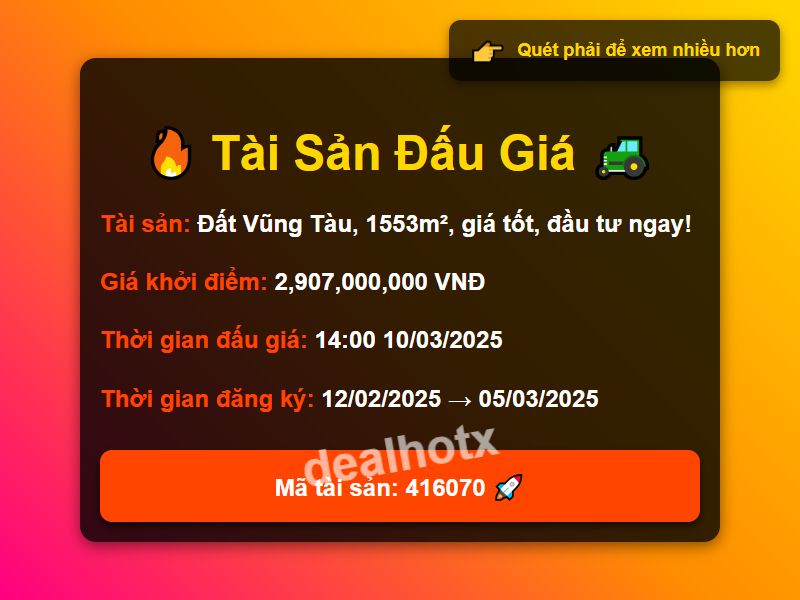 👉 Quét phải để xem nhiều hơn
🔥 Tài Sản Đấu Giá 🚜
Tài sản: Đất Vũng Tàu, 1553m², giá tốt, đầu tư ngay!
Giá khởi điểm: 2,907,000,000 VNĐ
Thời gian đấu giá: 14:00 10/03/2025
Thời gian đăng ký: 12/02/2025 → 05/03/2025
dealhotx
Mã tài sản: 416070 🚀